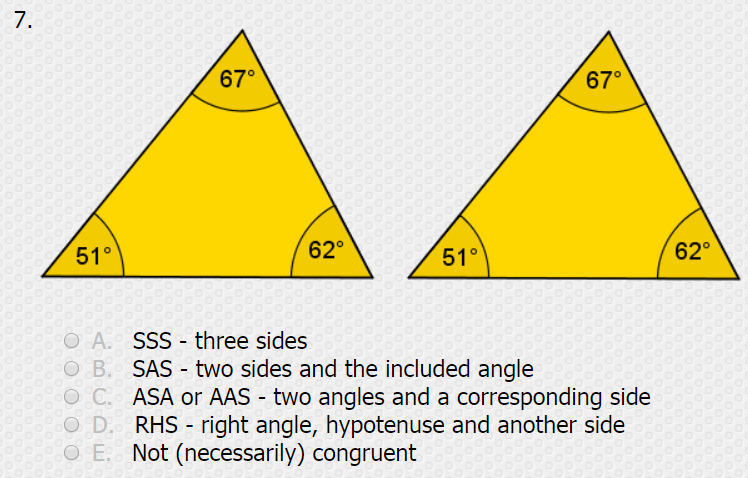 7.
67° 67°
51° 62° 51° 62°
A. SSS - three sides
B. SAS - two sides and the included angle
C. ASA or AAS - two angles and a corresponding side
D. RHS - right angle, hypotenuse and another side
E. Not (necessarily) congruent